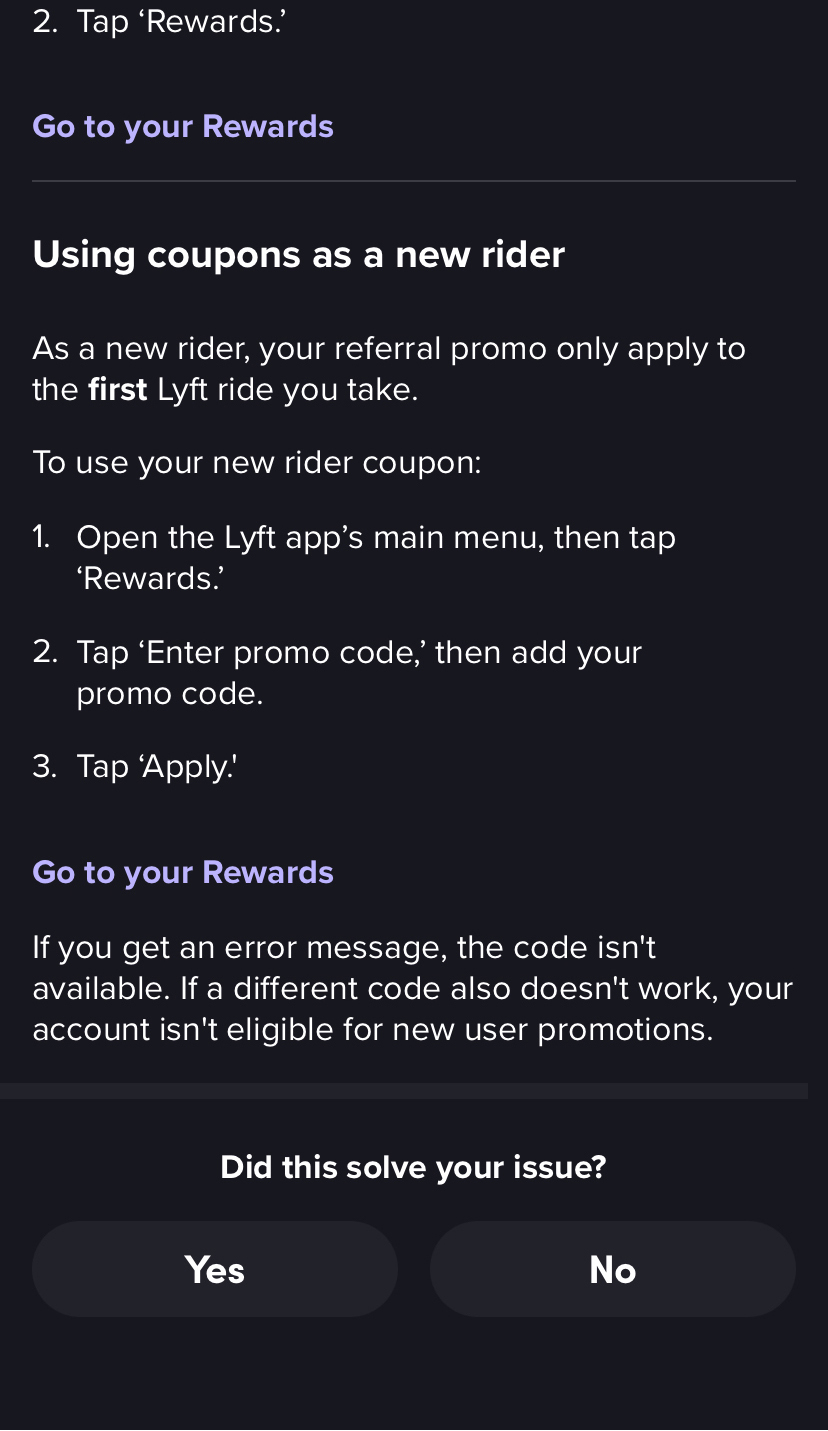 2. Tap ‘Rewards.’
Go to your Rewards
Using coupons as a new rider
As a new rider, your referral promo only apply to
the first Lyft ride you take.
To use your new rider coupon:
1. Open the Lyft app’s main menu, then tap
‘Rewards.’
2. Tap ‘Enter promo code,’ then add your
promo code.
3. Tap ‘Apply.'
Go to your Rewards
If you get an error message, the code isn't
available. If a different code also doesn't work, your
account isn't eligible for new user promotions.
Did this solve your issue?
Yes No